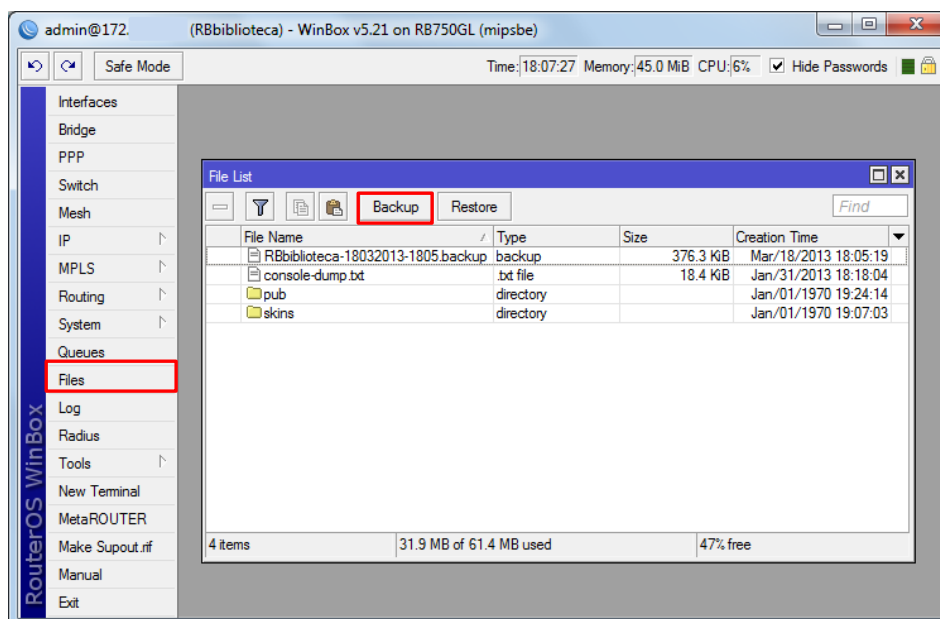 admin@172. (RBbiblioteca) - WinBox v5.21 on RB750GL (mipsbe)
Safe Mode Time: 18:07:27 Memory: 45.0 MiB CPU: 6% Hide Passwords
Interfaces
Bridge
PPP
Switch
Mesh
IP
MPLS
Routing
System
Queues
Files
Log
Radius
Tools
New Terminal
MetaROUTER
Make Supout.rif
Manual
Exit
RouterOS WinBox
File List
Backup Restore Find
File Name Type Size Creation Time
RBbiblioteca-18032013-1805.backup backup 376.3 KiB Mar/18/2013 18:05:19
console-dump.txt .txt file 18.4 KiB Jan/31/2013 18:18:04
pub directory Jan/01/1970 19:24:14
skins directory Jan/01/1970 19:07:03
4 items 31.9 MB of 61.4 MB used 47% free